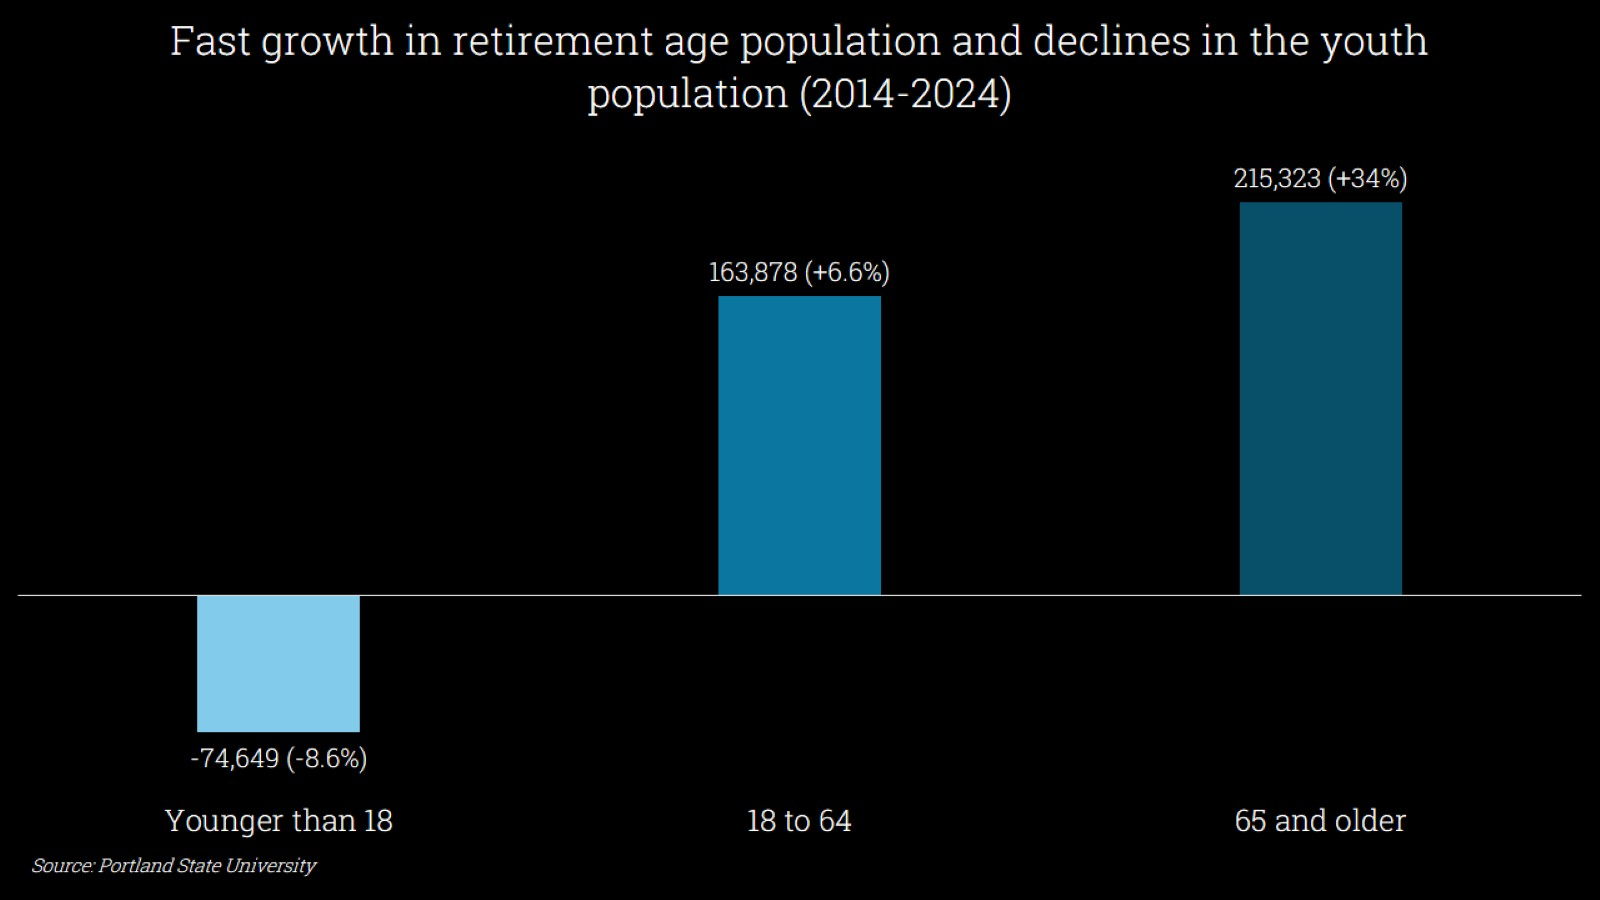 Fast growth in retirement age population and declines in the youth
population (2014-2024)
215,323 (+34%)
163,878 (+6.6%)
-74,649 (-8.6%)
Younger than 18
18 to 64
65 and older
Source: Portland State University